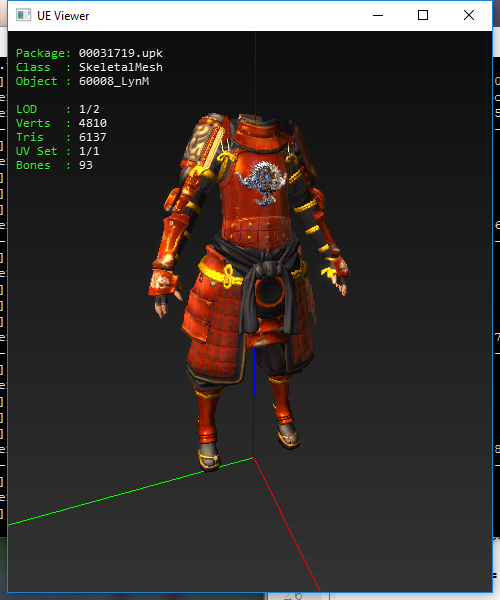 UE Viewer
Package: 00031719.upk
Class : SkeletalMesh
Object : 60008_LynM
LOD : 1/2
Verts : 4810
Tris : 6137
UV Set : 1/1
Bones : 93
26